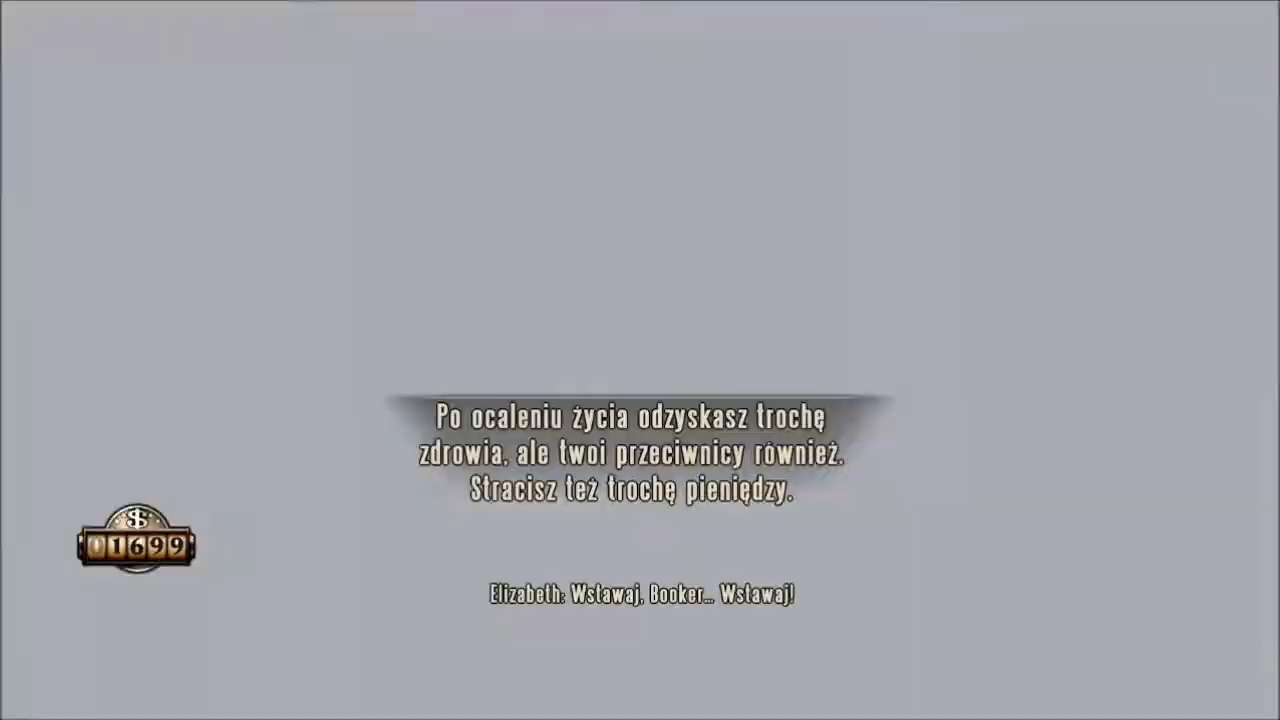 Po ocaleniu życia odzyskasz trochę
zdrowia, ale twoi przeciwnicy również.
Stracisz też trochę pieniędzy.
$
01699
Elizabeth: Wstawaj, Booker... Wstawaj!